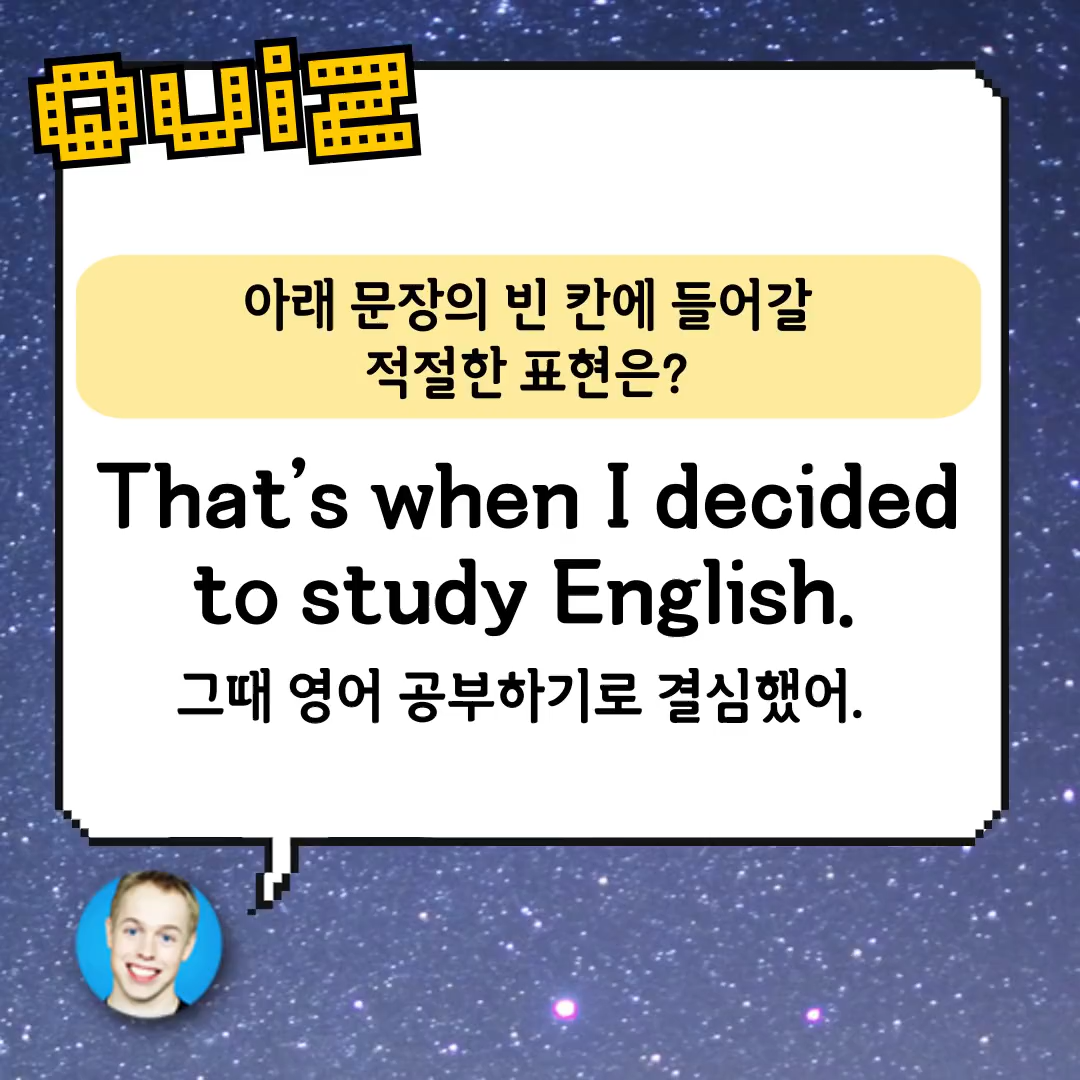 Quiz
아래 문장의 빈 칸에 들어갈
적절한 표현은?
That's when I decided
to study English.
그때 영어 공부하기로 결심했어.